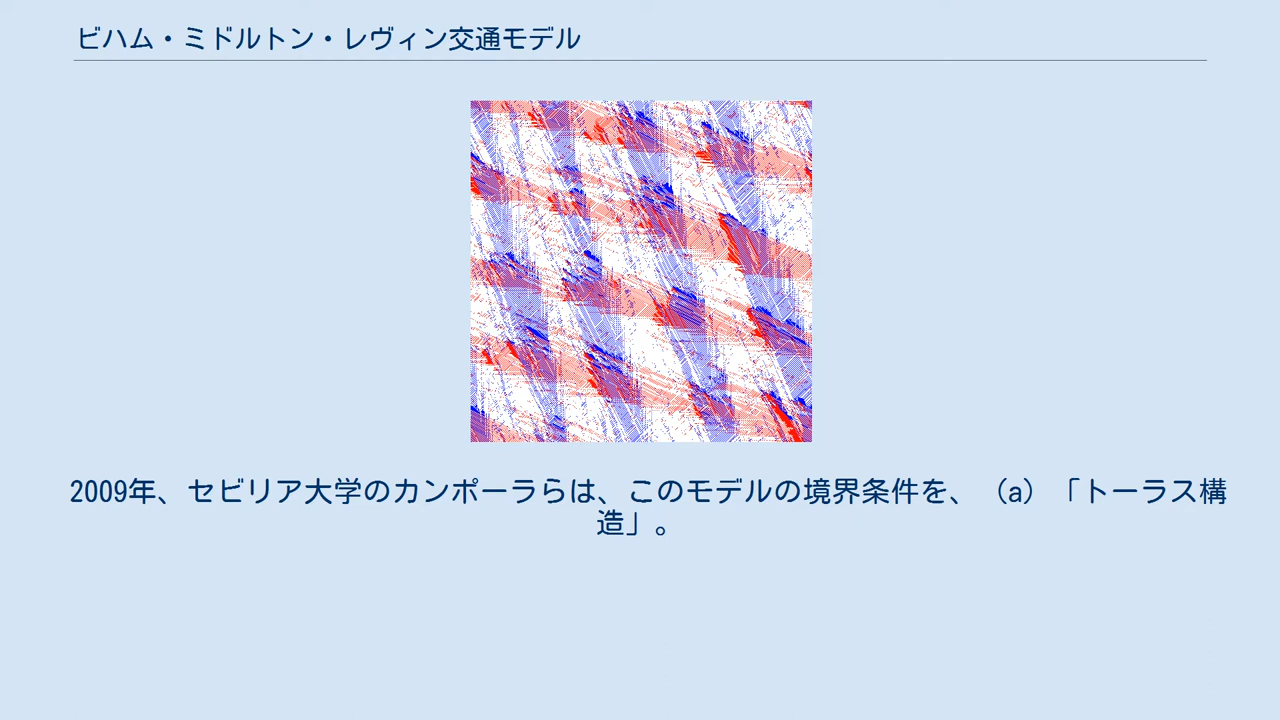 ビハム・ミドルトン・レヴィン交通モデル
2009年、セビリア大学のカンポーラらは、このモデルの境界条件を、（a）「トーラス構
造」。